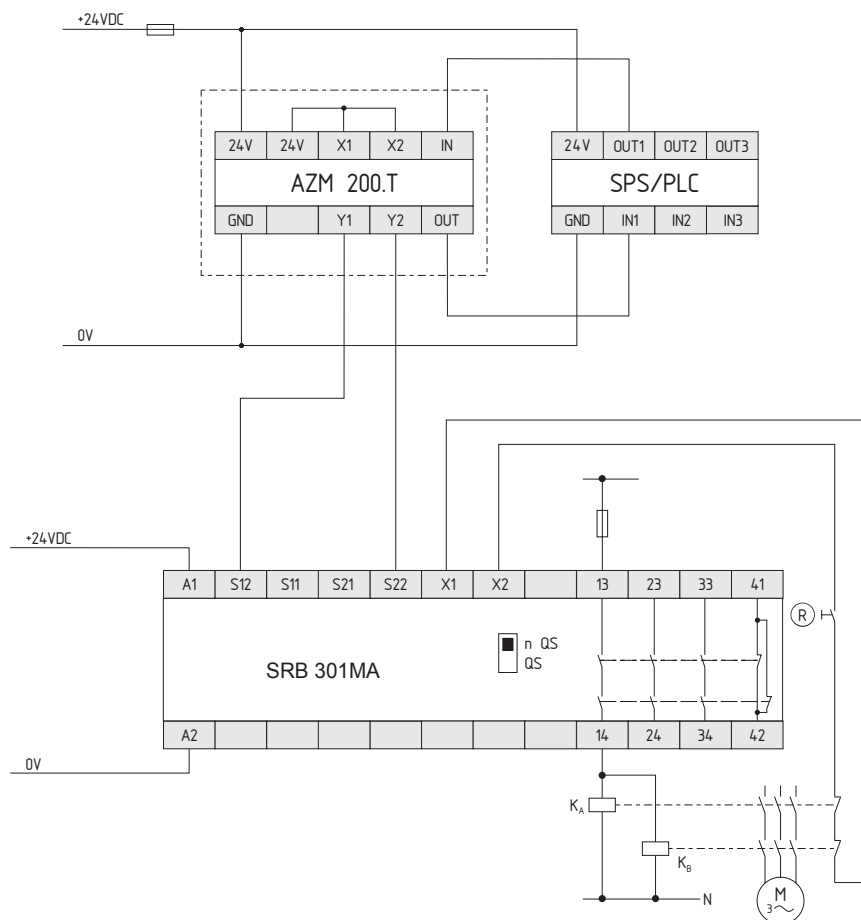 +24VDC
24V 24V X1 X2 IN
AZM 200.T
GND Y1 Y2 OUT
24V OUT1 OUT2 OUT3
SPS/PLC
GND IN1 IN2 IN3
0V
+24VDC
A1 S12 S11 S21 S22 X1 X2 13 23 33 41
R
n QS
QS
SRB 301MA
A2 14 24 34 42
0V
KA
KB
N
M
3~